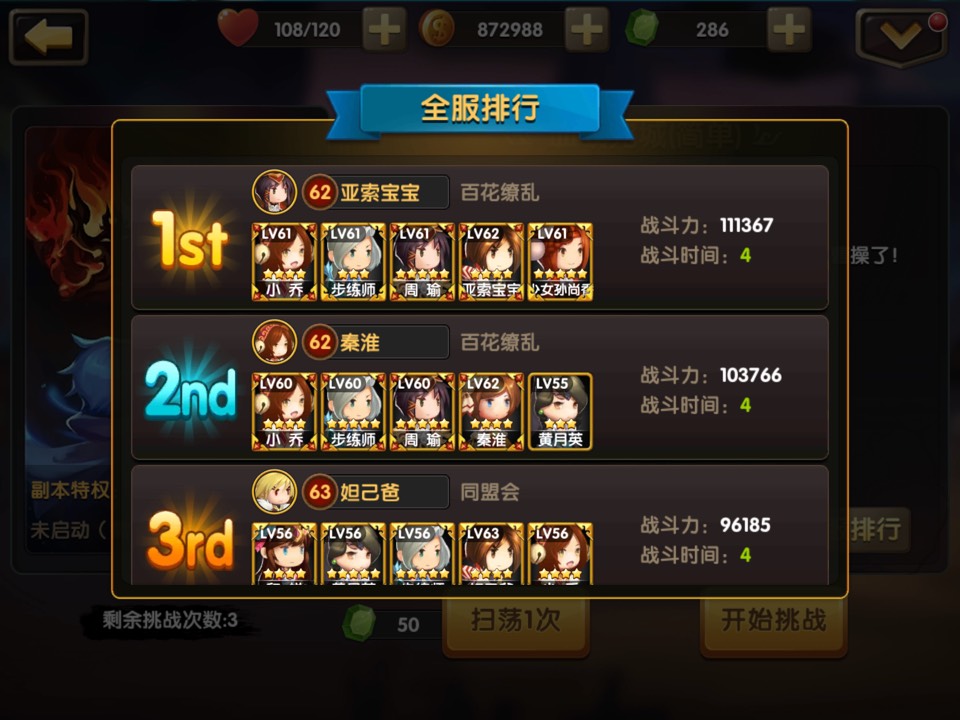 108/120 872988 286
全服排行
62 亚索宝宝 百花缭乱
1st
战斗力：111367
战斗时间：4
LV61 LV61 LV61 LV62 LV61
小乔 步练师 周瑜 亚索宝宝 少女孙尚香
62 秦淮 百花缭乱
2nd
战斗力：103766
战斗时间：4
LV60 LV60 LV60 LV62 LV55
小乔 步练师 周瑜 秦淮 黄月英
63 妲己爸 同盟会
3rd
战斗力：96185
战斗时间：4
LV56 LV56 LV56 LV63 LV56
操了！
副本特权
未启动（
排行
剩余挑战次数:3 50 扫荡1次 开始挑战